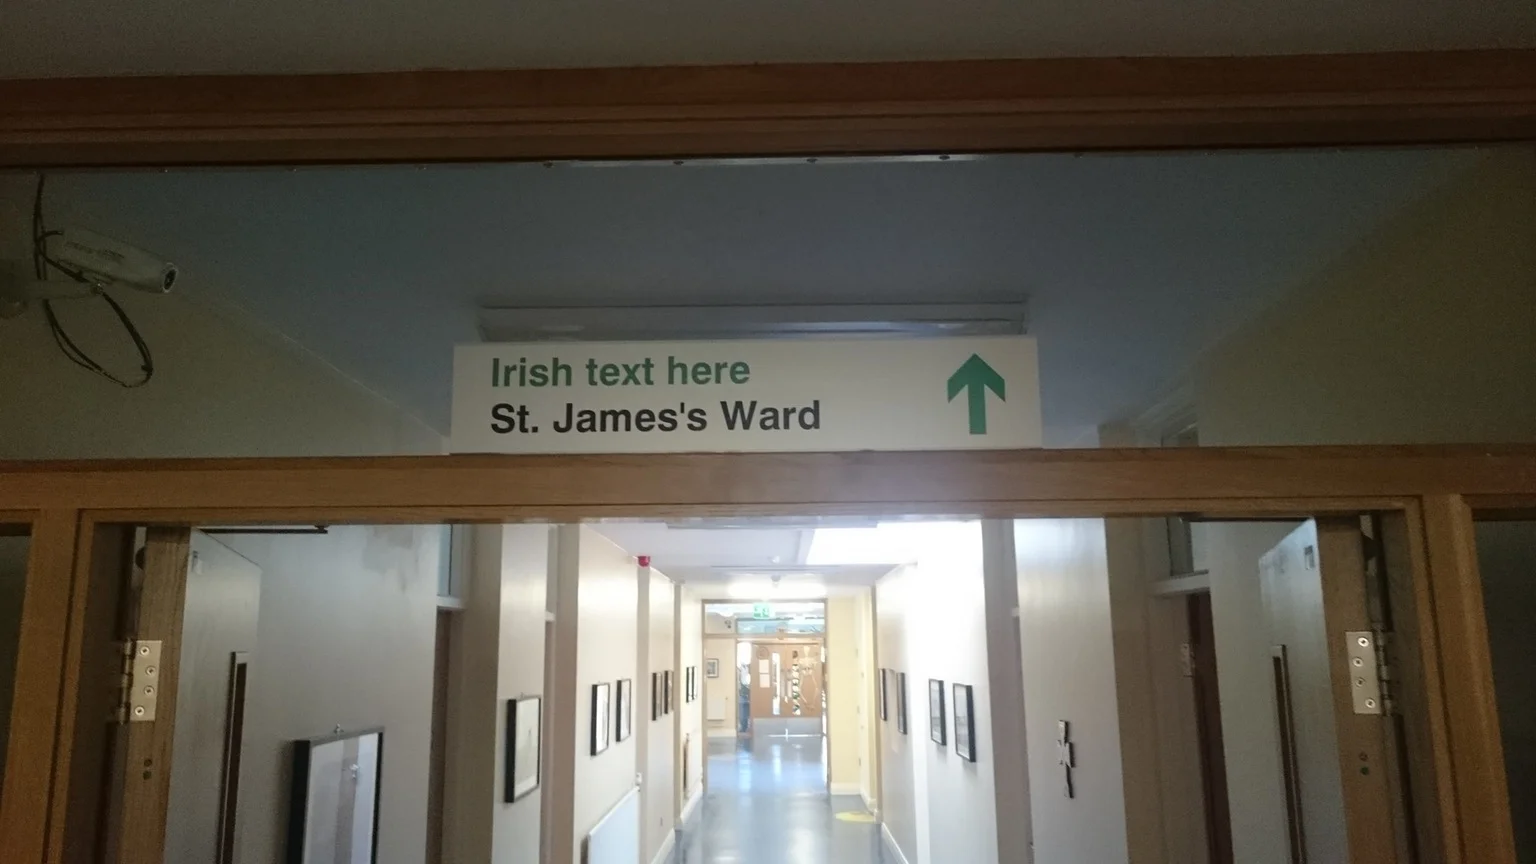 Irish text here
St. James's Ward